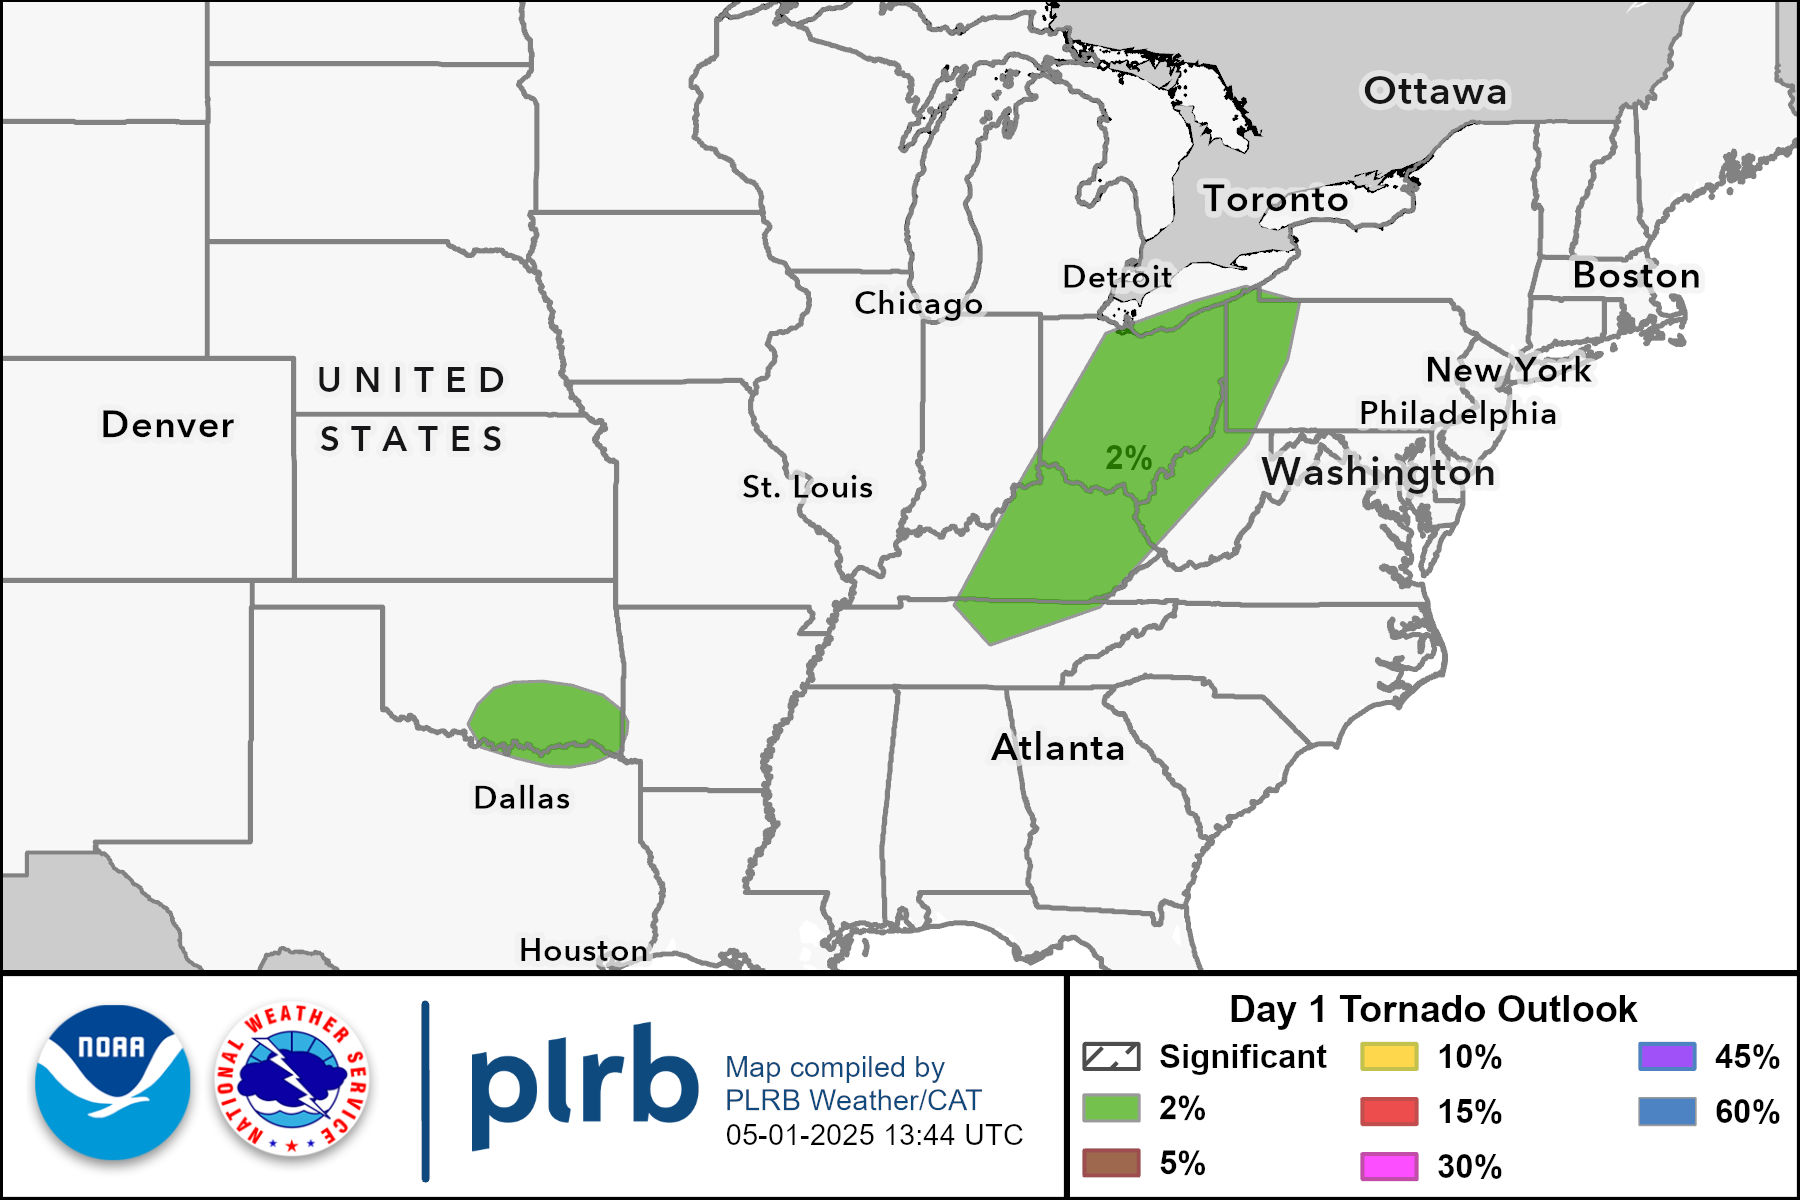 Ottawa
Toronto
Detroit
Boston
Chicago
New York
UNITED
Philadelphia
Denver
STATES
2%
Washington
St. Louis
Atlanta
Dallas
Houston
NOAA
NATIONAL WEATHER SERVICE
plrb
Map compiled by
PLRB Weather/CAT
05-01-2025 13:44 UTC
Day 1 Tornado Outlook
Significant
2%
5%
10%
15%
30%
45%
60%